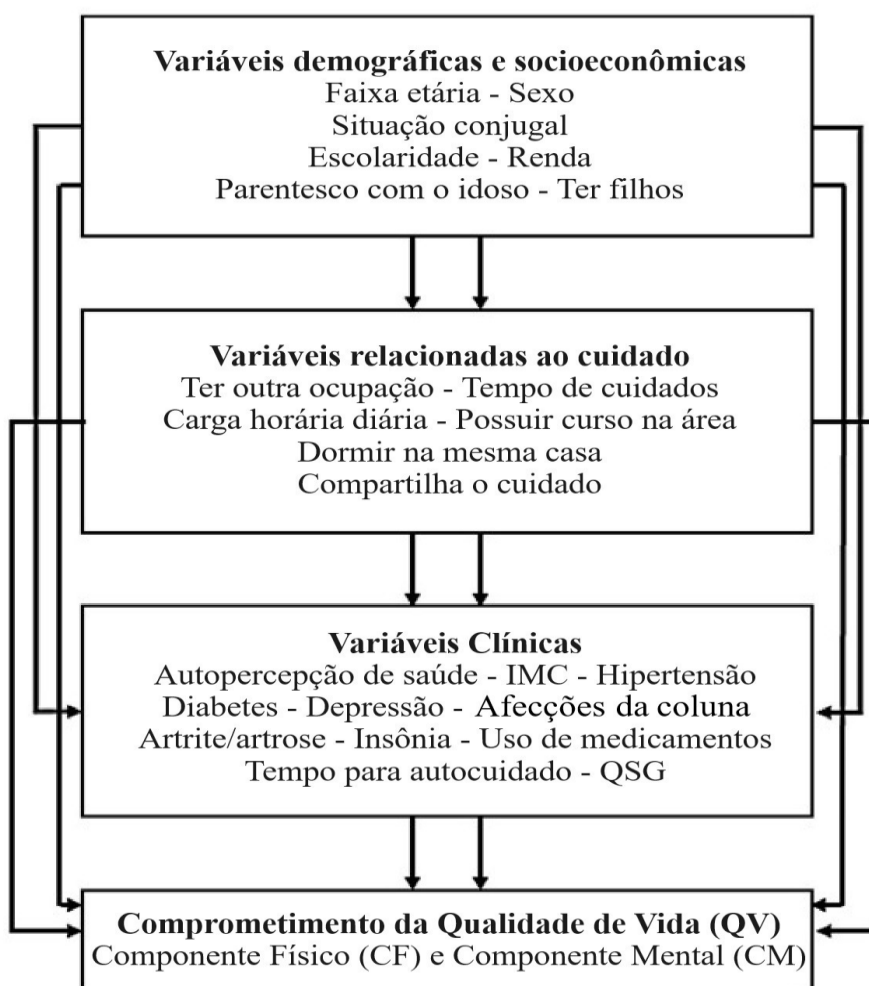 Variáveis demográficas e socioeconômicas
Faixa etária - Sexo
Situação conjugal
Escolaridade - Renda
Parentesco com o idoso - Ter filhos
Variáveis relacionadas ao cuidado
Ter outra ocupação - Tempo de cuidados
Carga horária diária - Possuir curso na área
Dormir na mesma casa
Compartilha o cuidado
Variáveis Clínicas
Autopercepção de saúde - IMC - Hipertensão
Diabetes - Depressão - Afecções da coluna
Artrite/artrose - Insônia - Uso de medicamentos
Tempo para autocuidado - QSG
Comprometimento da Qualidade de Vida (QV)
Componente Físico (CF) e Componente Mental (CM)